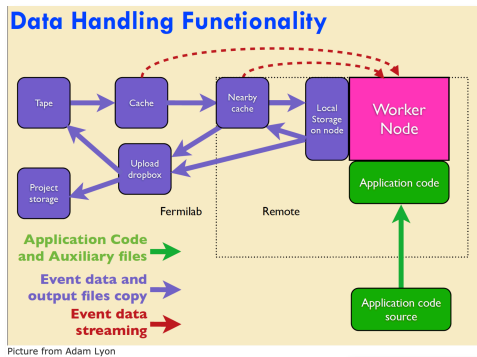 Data Handling Functionality
Tape
Cache
Nearby
cache
Local
Storage
on node
Worker
Node
Upload
dropbox
Project
storage
Application code
Fermilab
Remote
Application Code
and Auxiliary files
Event data and
output files copy
Event data
streaming
Application code
source
Picture from Adam Lyon